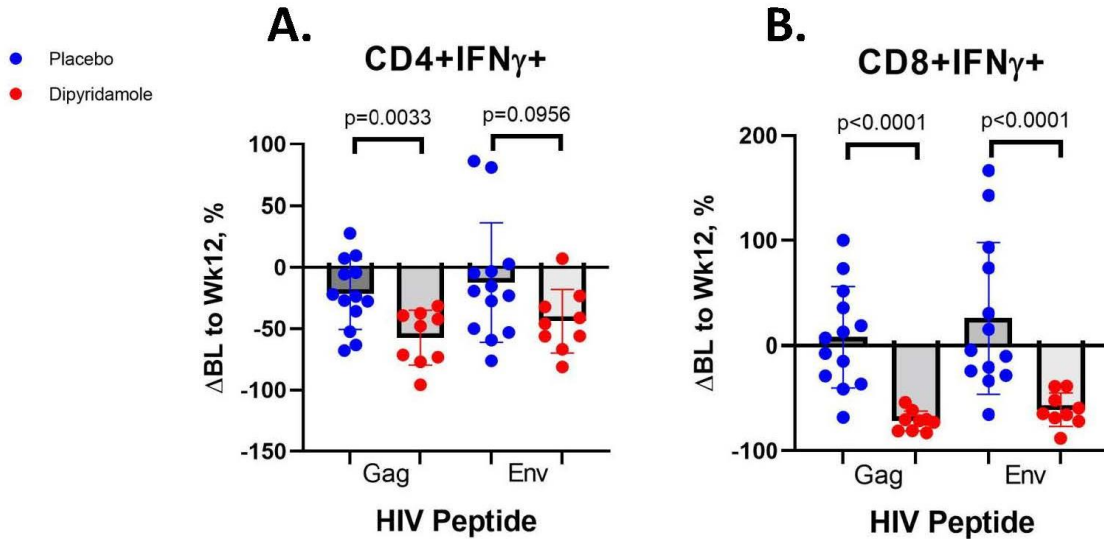 Placebo
Dipyridamole
A.
CD4+IFNγ+
p=0.0033
p=0.0956
ΔBL to Wk12, %
100
50
0
-50
-100
-150
Gag
Env
HIV Peptide
B.
CD8+IFNγ+
p<0.0001
p<0.0001
ΔBL to Wk12, %
200
100
0
-100
Gag
Env
HIV Peptide